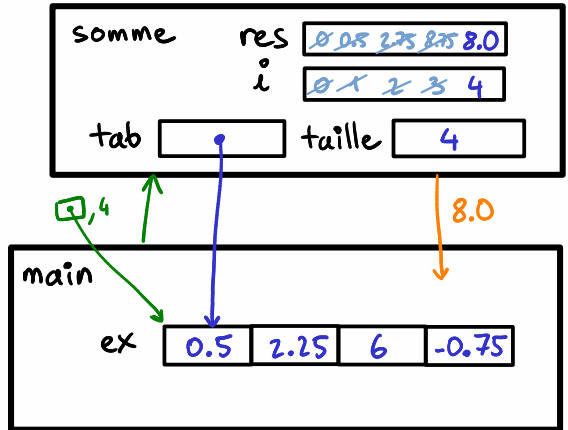 somme res 0 0.5 2.75 8.75 8.0
i 0 1 2 3 4
tab taille 4
, 4
8.0
main
ex 0.5 2.25 6 -0.75